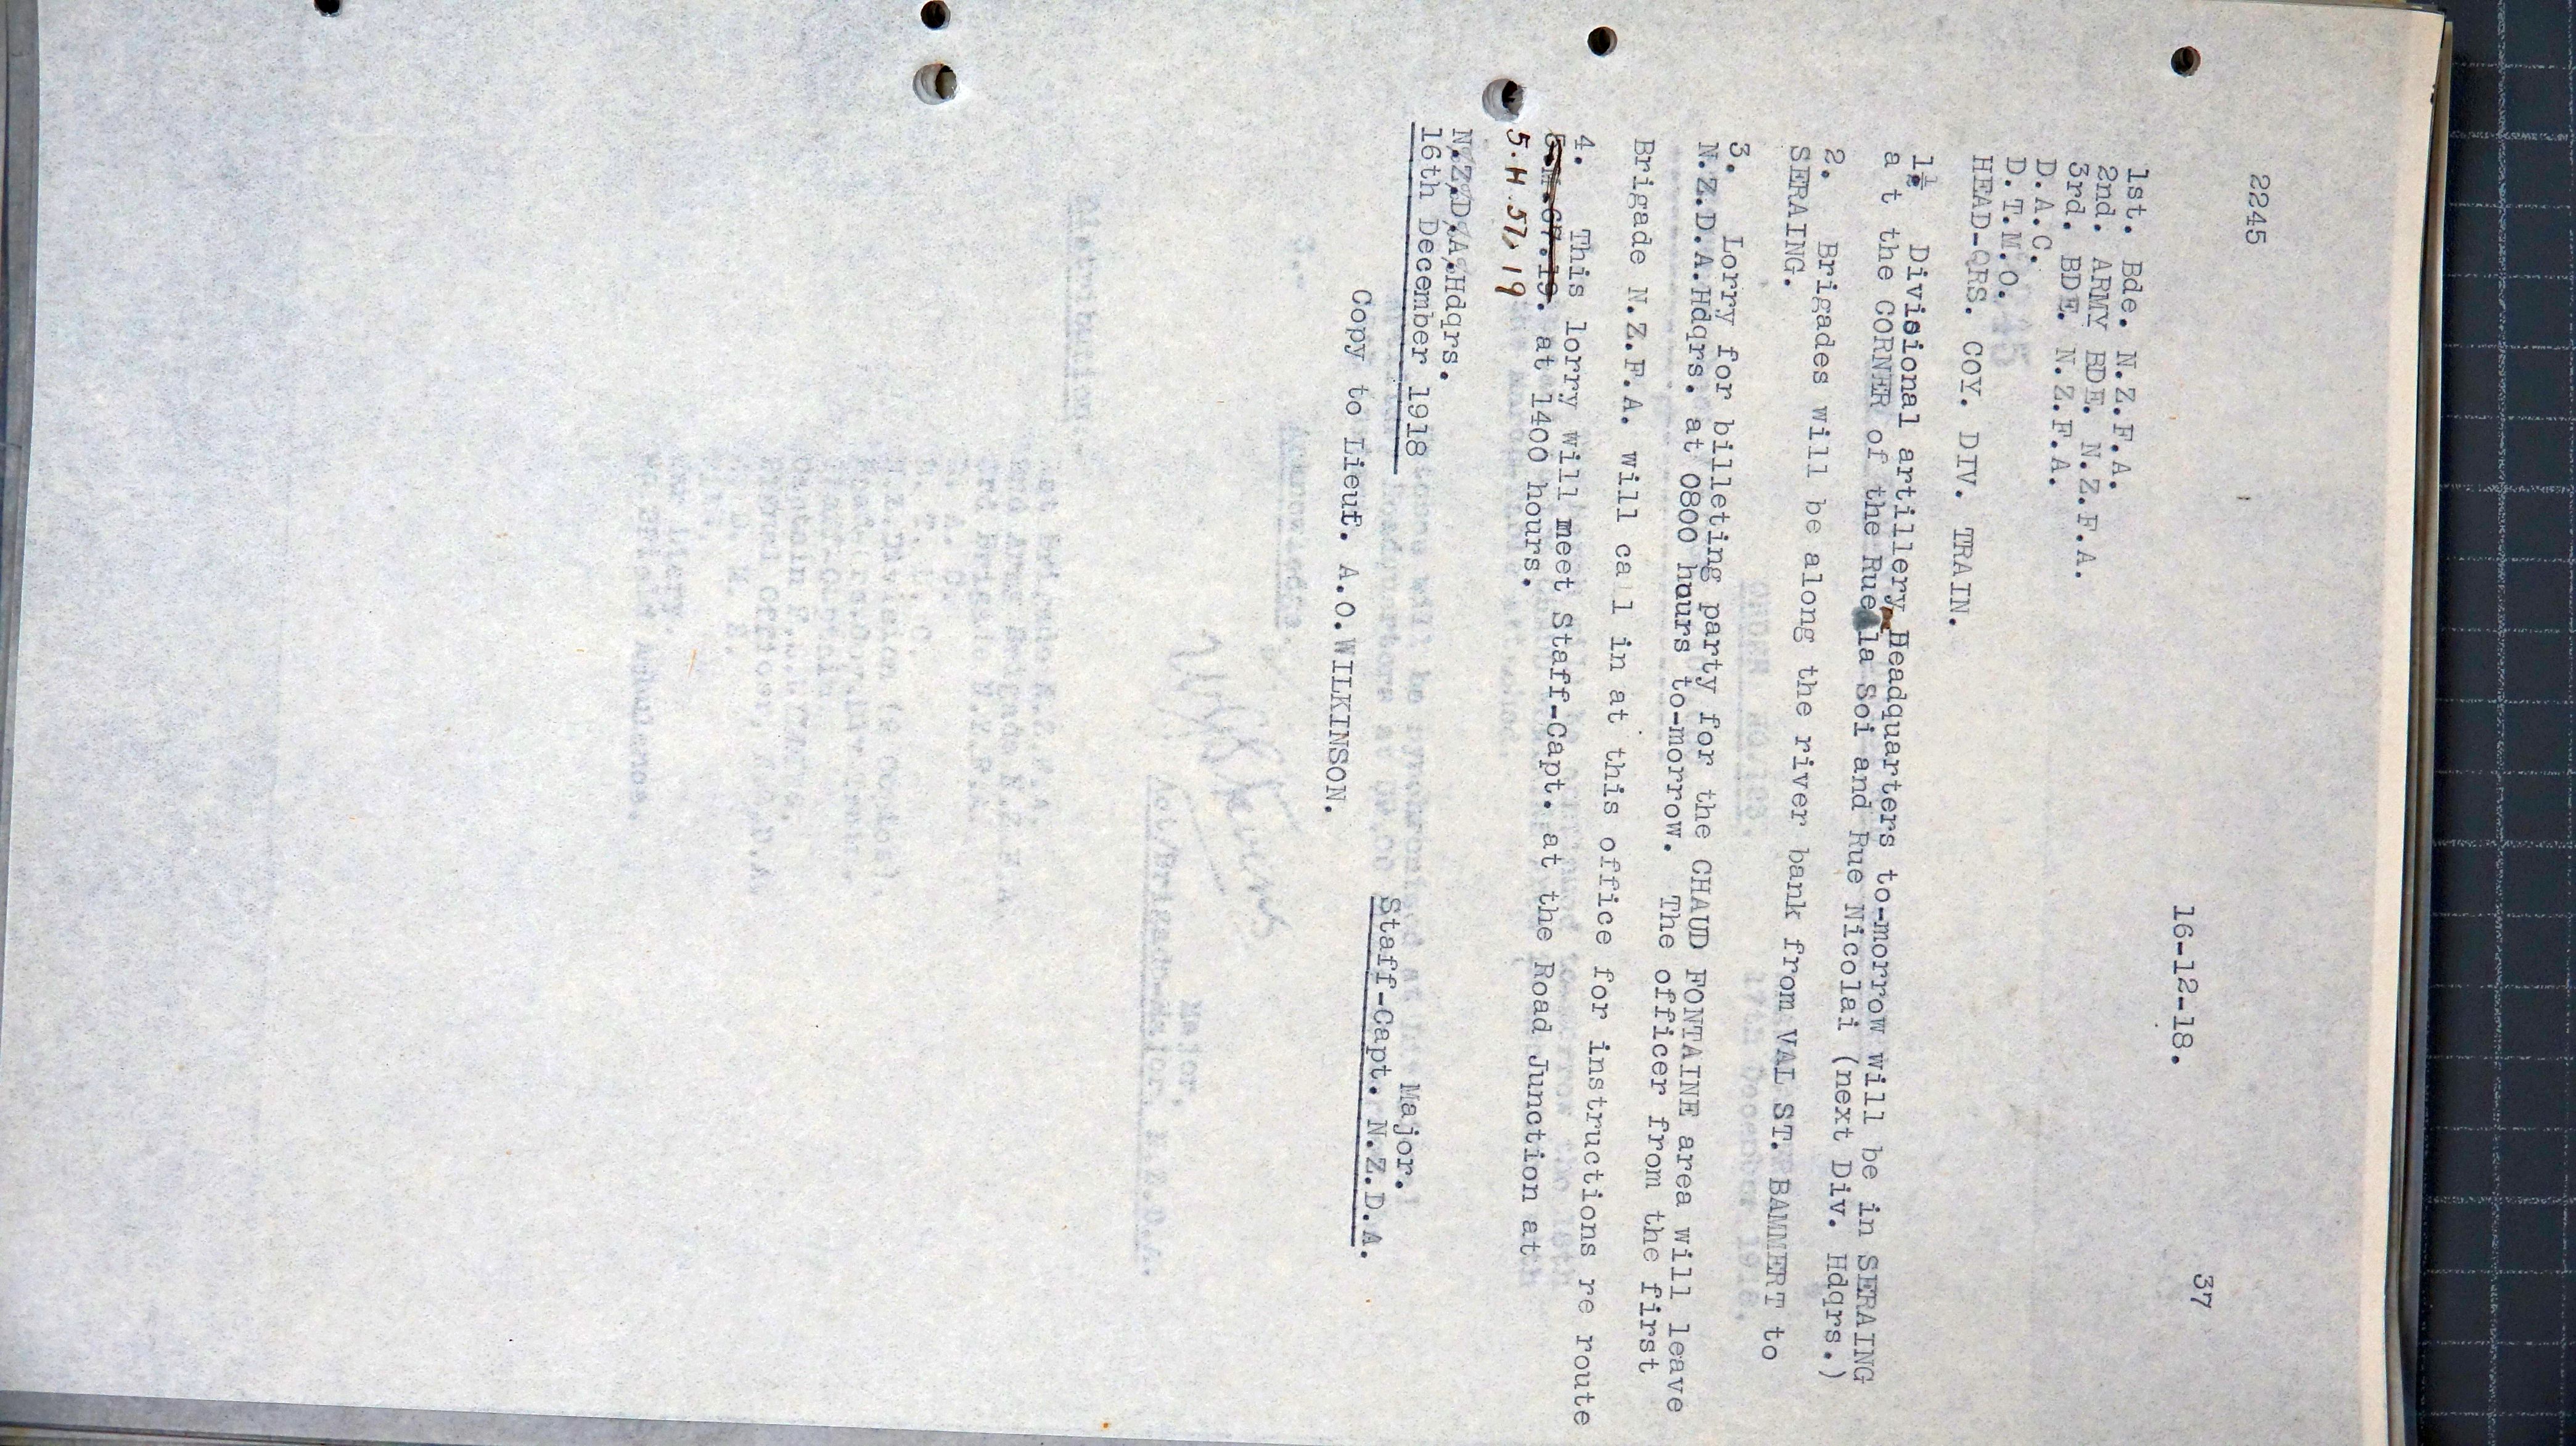 37
2245
16-12-18.
1st. Bde. N.Z.F.A.
2nd. ARMY BDE. N.Z.F.A.
3rd. BDE. N.Z.F.A.
D.A.C.
D.T.M.O.
HEAD-QRS. COY. DIV. TRAIN.
1. Divisional artillery Headquarters to-morrow will be in SERAING
a t the CORNER of the Rue la Soi and Rue Nicolai (next Div. Hdqrs.)
2. Brigades will be along the river bank from VAL ST. BAMMERT to
SERAING.
3. Lorry for billeting party for the CHAUD FONTAINE area will leave
N.Z.D.A.Hdqrs. at 0800 hours to-morrow. The officer from the first
Brigade N.Z.F.A. will call in at this office for instructions re route
4. This lorry will meet Staff-Capt. at the Road Junction at
5.M.67.19. at 1400 hours.
5.H.57,19
N.Z.D.A.Hdqrs.
16th December 1918
Major.
Staff-Capt. N.Z.D.A.
Copy to Lieut. A.O.WILKINSON.